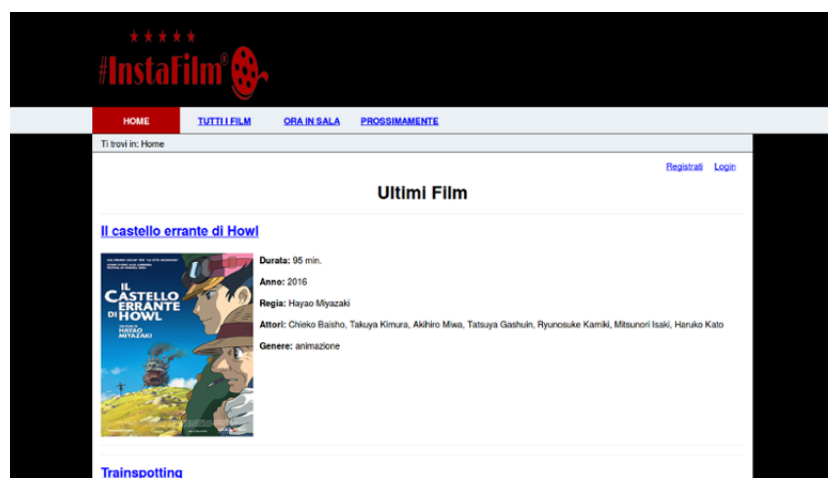 #InstaFilm®
HOME TUTTI I FILM ORA IN SALA PROSSIMAMENTE
Ti trovi in: Home
Registrati Login
Ultimi Film
Il castello errante di Howl
IL
CASTELLO
ERRANTE
DI HOWL
HAYAO
MIYAZAKI
Durata: 95 min.
Anno: 2016
Regia: Hayao Miyazaki
Attori: Chieko Baisho, Takuya Kimura, Akihiro Miwa, Tatsuya Gashuin, Ryunosuke Kamiki, Mitsunori Isaki, Haruko Kato
Genere: animazione
Trainspotting